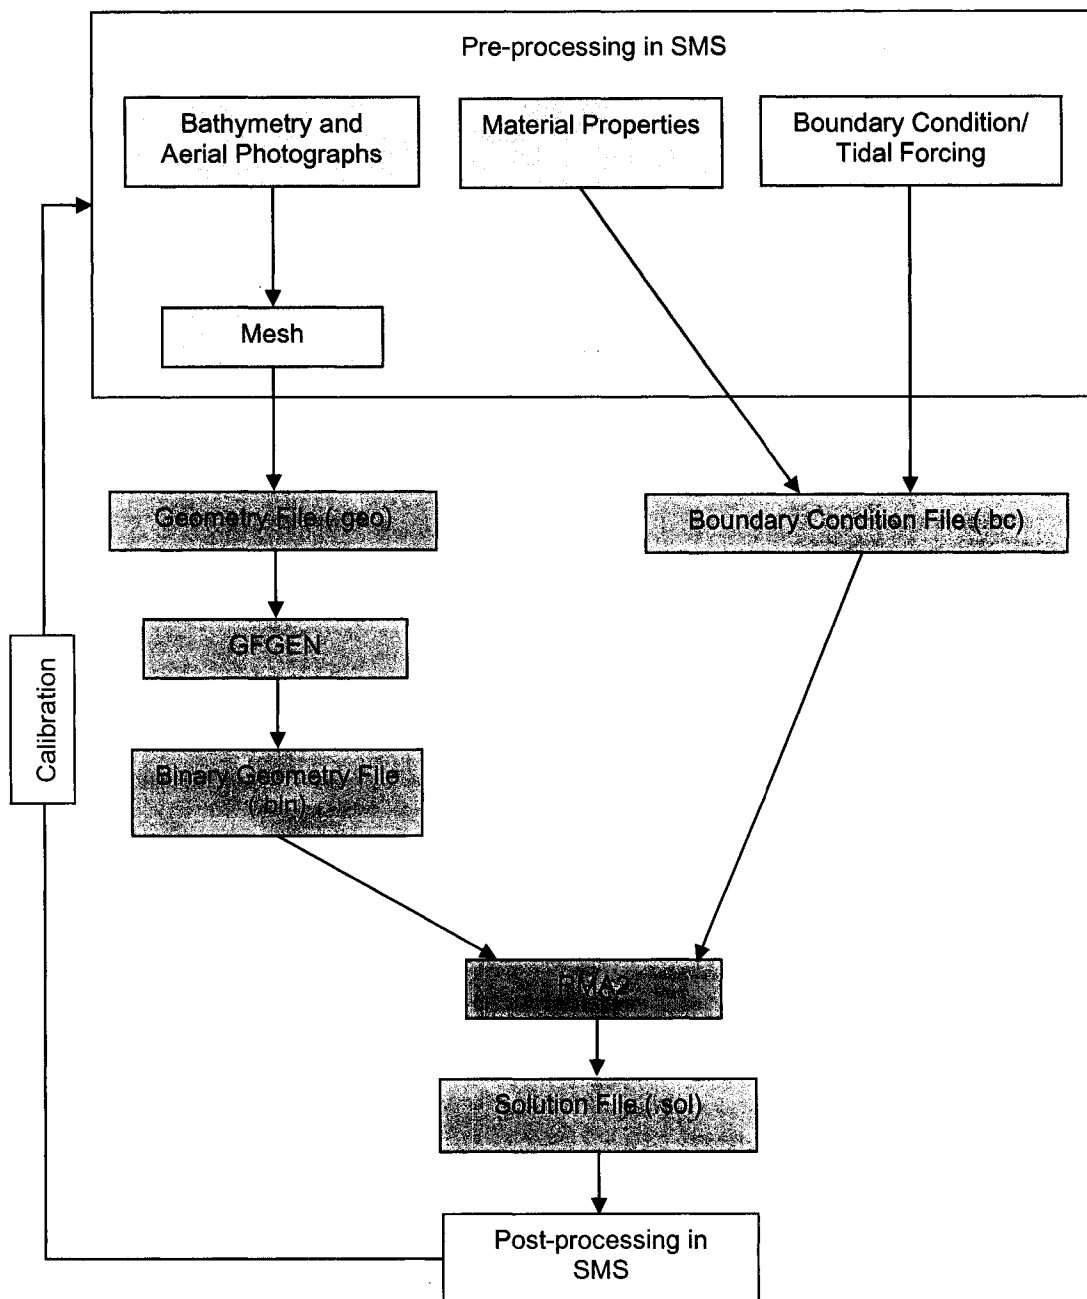 Pre-processing in SMS
Bathymetry and
Aerial Photographs
Material Properties
Boundary Condition/
Tidal Forcing
Mesh
Geometry File (.geo)
Boundary Condition File (.bc)
GFGEN
Calibration
Binary Geometry File
(.bin)
RMA2
Solution File (.sol)
Post-processing in
SMS